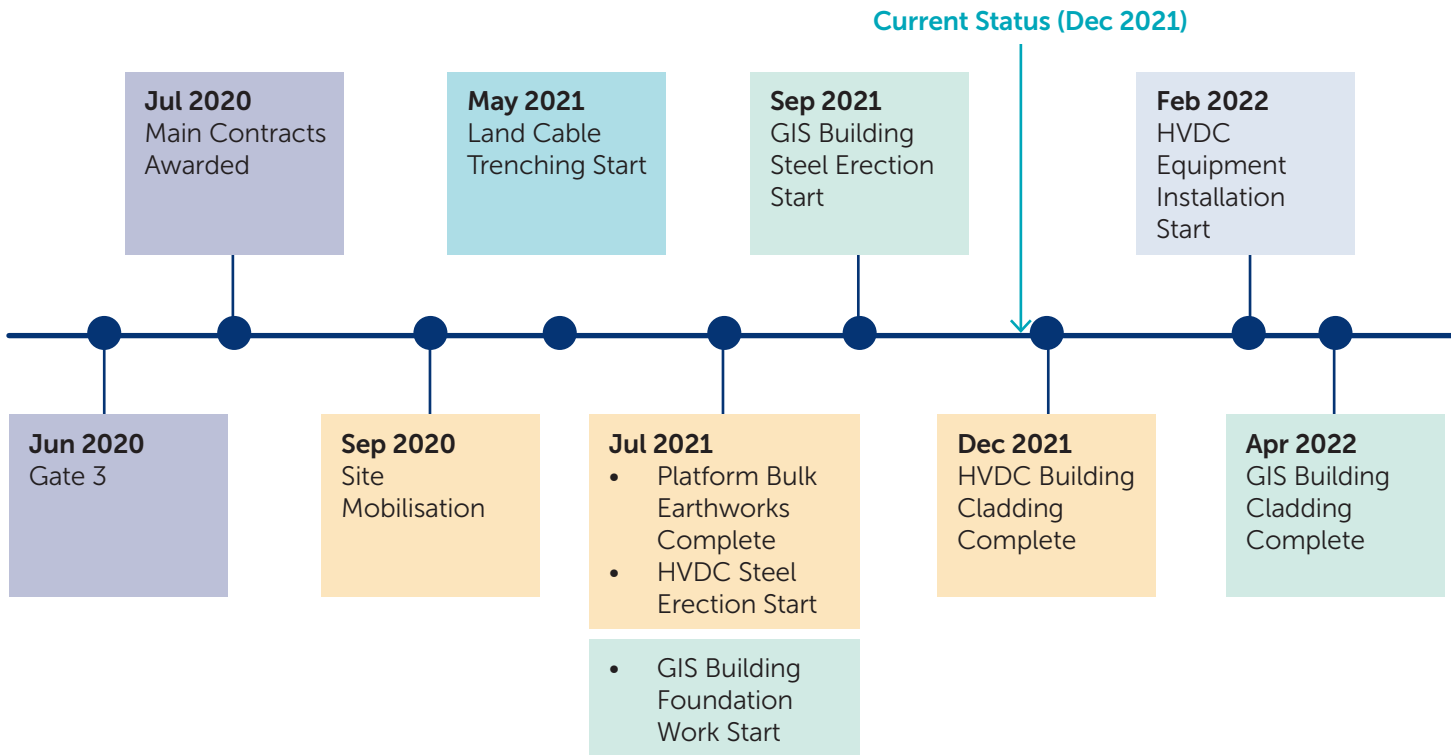 Current Status (Dec 2021)
Jul 2020
Main Contracts
Awarded
May 2021
Land Cable
Trenching Start
Sep 2021
GIS Building
Steel Erection
Start
Feb 2022
HVDC
Equipment
Installation
Start
Jun 2020
Gate 3
Sep 2020
Site
Mobilisation
Jul 2021
• Platform Bulk
Earthworks
Complete
• HVDC Steel
Erection Start
• GIS Building
Foundation
Work Start
Dec 2021
HVDC Building
Cladding
Complete
Apr 2022
GIS Building
Cladding
Complete